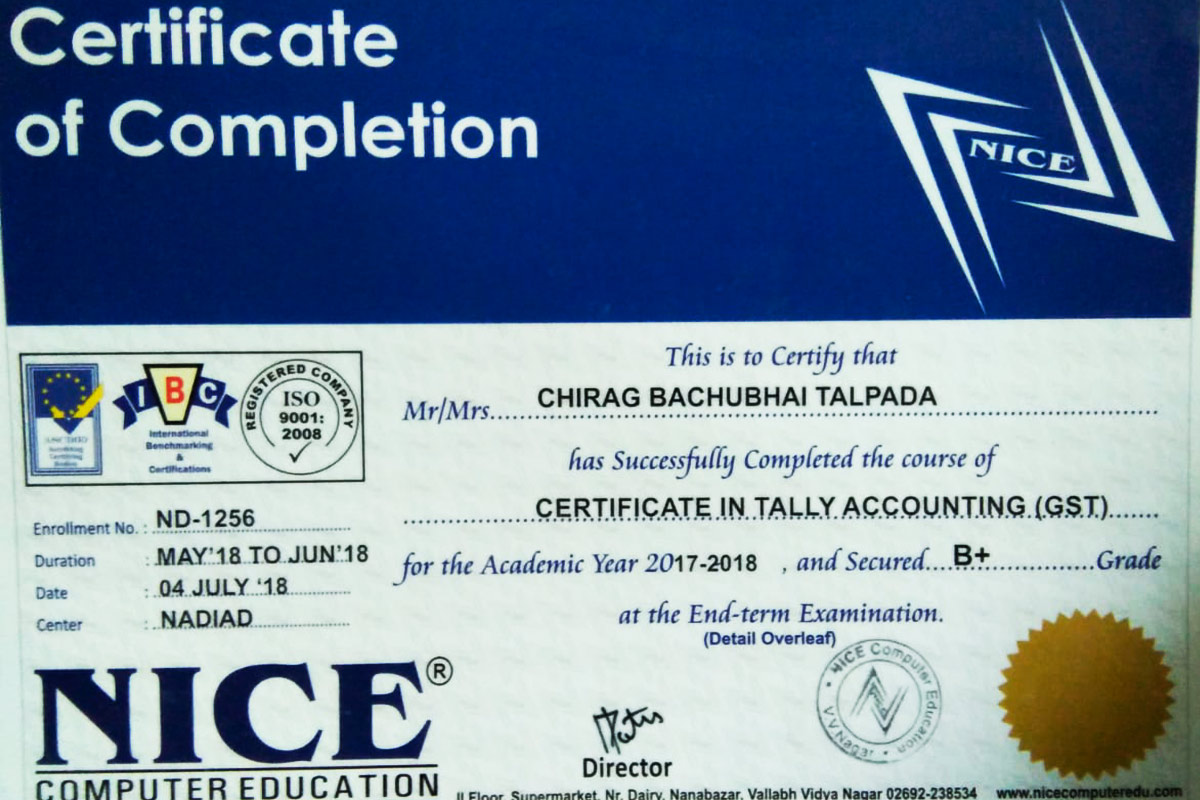 Certificate
of Completion
NICE
This is to Certify that
Mr/Mrs. CHIRAG BACHUBHAI TALPADA
has Successfully Completed the course of
CERTIFICATE IN TALLY ACCOUNTING (GST)
for the Academic Year 2017-2018 , and Secured B+ Grade
at the End-term Examination.
(Detail Overleaf)
IBC
International
Benchmarking
&
Certifications
REGISTERED COMPANY
ISO
9001:
2008
Enrollment No. : ND-1256
Duration : MAY'18 TO JUN'18
Date : 04 JULY '18
Center : NADIAD
NICE®
COMPUTER EDUCATION
Director
NICE Computer Education
II Floor, Supermarket, Nr. Dairy, Nanabazar, Vallabh Vidya Nagar 02692-238534 www.nicecomputeredu.com